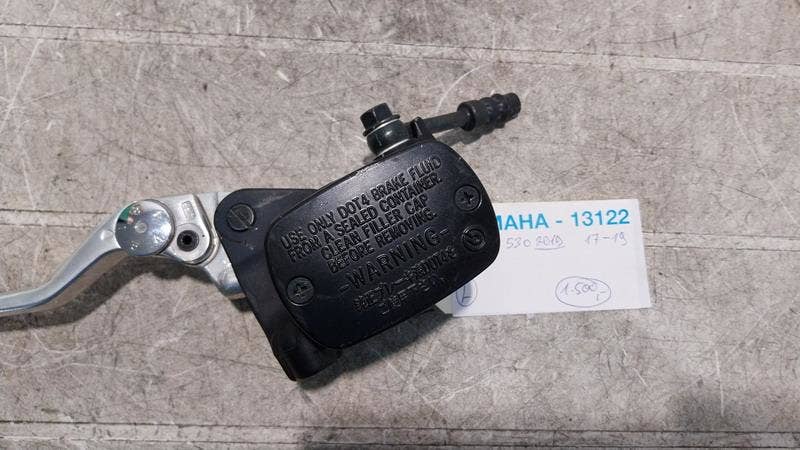 USE ONLY DOT4 BRAKE FLUID
FROM A SEALED CONTAINER.
CLEAN FILLER CAP
BEFORE REMOVING.
-WARNING-
MAHA - 13122
530 2019 17-19
1.500,-